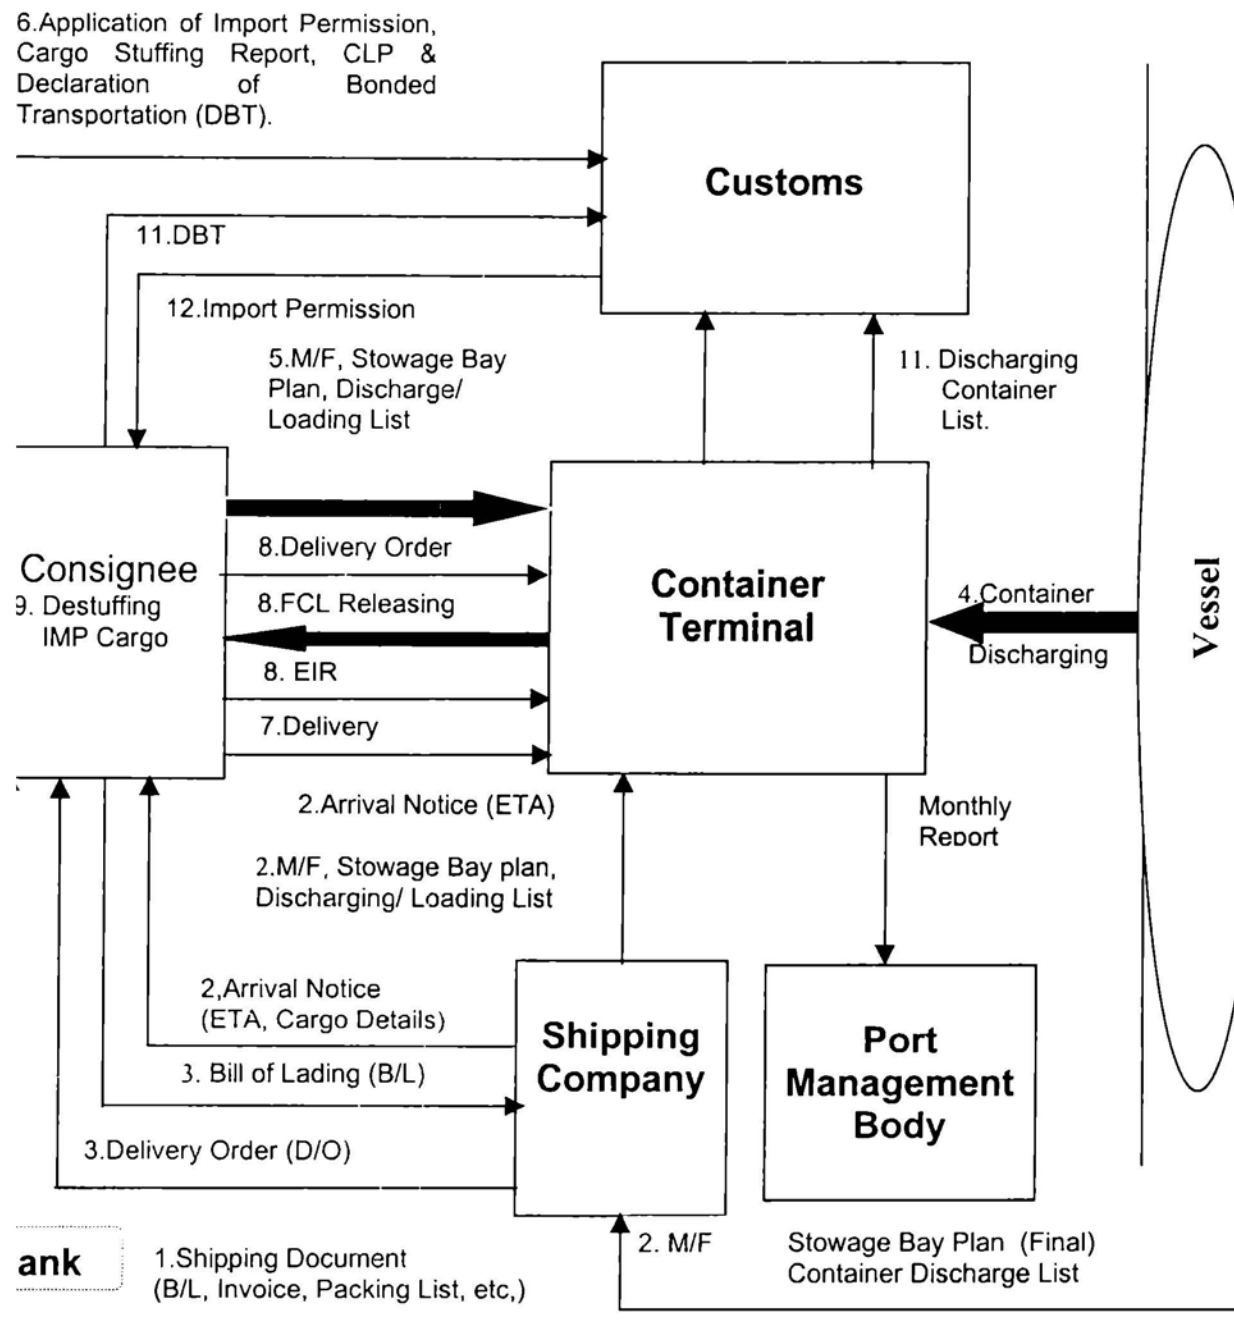 6.Application of Import Permission,
Cargo Stuffing Report, CLP &
Declaration of Bonded
Transportation (DBT).
Customs
11.DBT
12.Import Permission
5.M/F, Stowage Bay
Plan, Discharge/
Loading List
11. Discharging
Container
List.
8.Delivery Order
Consignee
9. Destuffing
IMP Cargo
8.FCL Releasing
8. EIR
7.Delivery
Container
Terminal
4.Container
Discharging
Vessel
2.Arrival Notice (ETA)
Monthly
Report
2.M/F, Stowage Bay plan,
Discharging/ Loading List
2,Arrival Notice
(ETA, Cargo Details)
3. Bill of Lading (B/L)
3.Delivery Order (D/O)
Shipping
Company
Port
Management
Body
2. M/F
Stowage Bay Plan (Final)
Container Discharge List
ank
1.Shipping Document
(B/L, Invoice, Packing List, etc,)